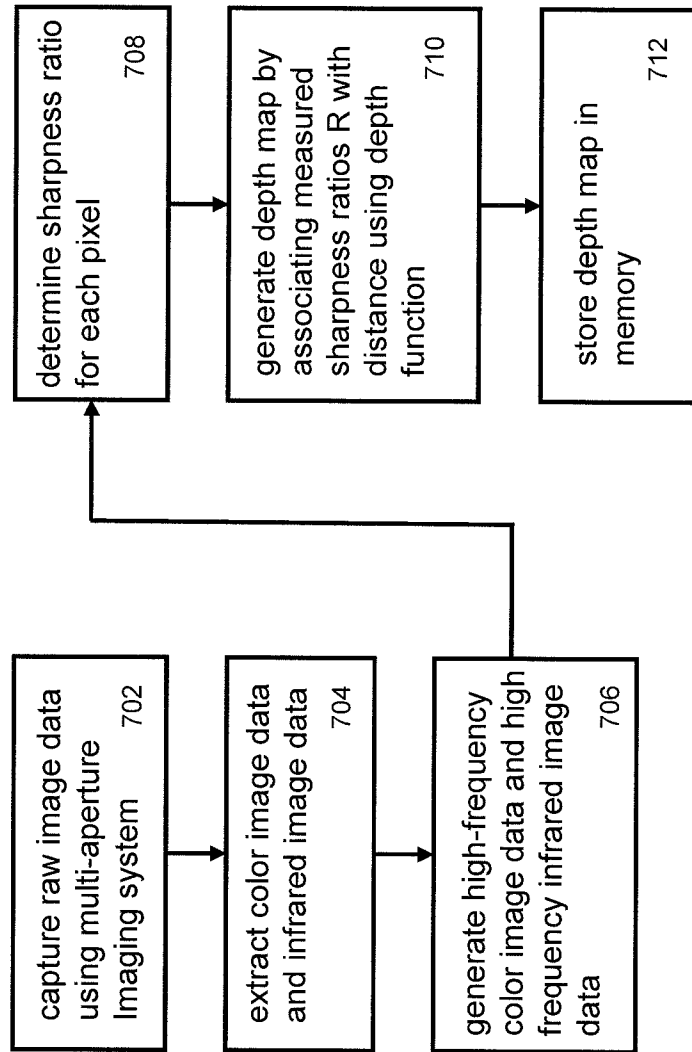 capture raw image data
using multi-aperture
Imaging system
702
extract color image data
and infrared image data
704
generate high-frequency
color image data and high
frequency infrared image
data
706
determine sharpness ratio
for each pixel
708
generate depth map by
associating measured
sharpness ratios R with
distance using depth
function
710
store depth map in
memory
712